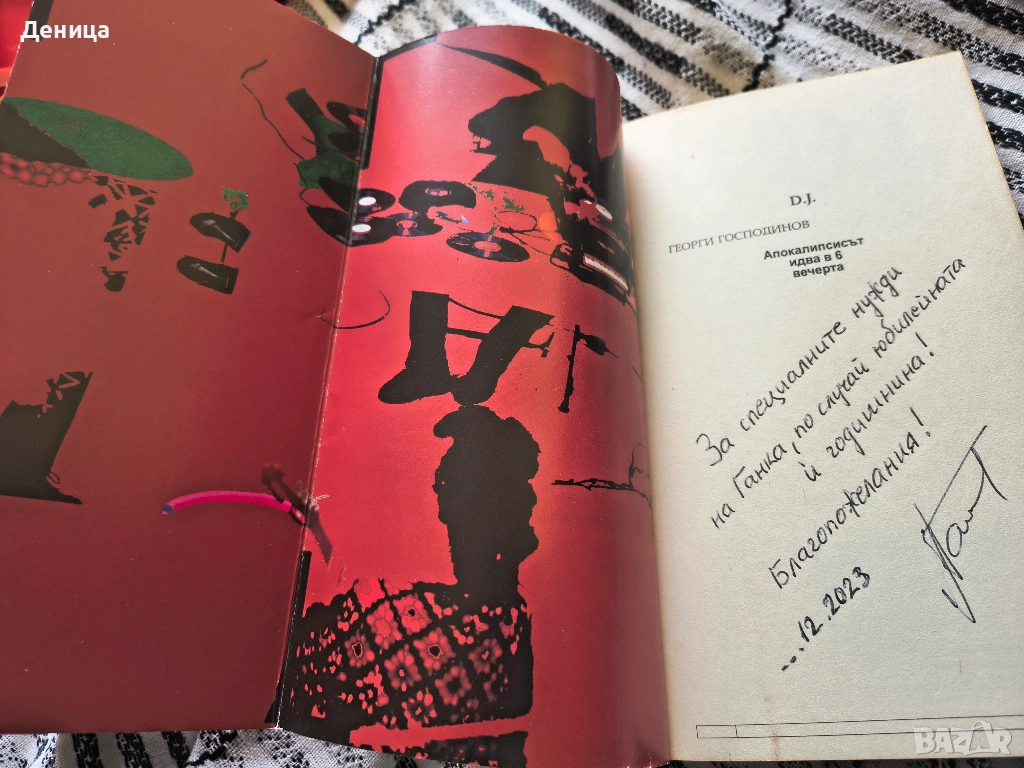 Деница
D.J.
ГЕОРГИ ГОСПОДИНОВ
Апокалипсисът
идва в 6
вечерта
За специалните нужди
на Ганка, по случай юбилейната
ѝ годишнина!
Благопожелания!
...12.2023
BAZAR